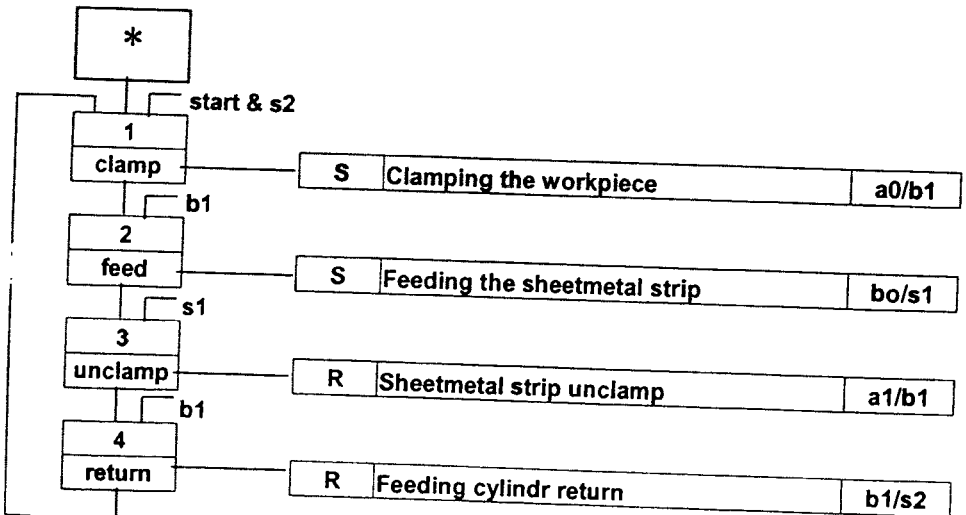 *
start & s2
1
clamp
S Clamping the workpiece a0/b1
b1
2
feed
S Feeding the sheetmetal strip bo/s1
s1
3
unclamp
R Sheetmetal strip unclamp a1/b1
b1
4
return
R Feeding cylindr return b1/s2